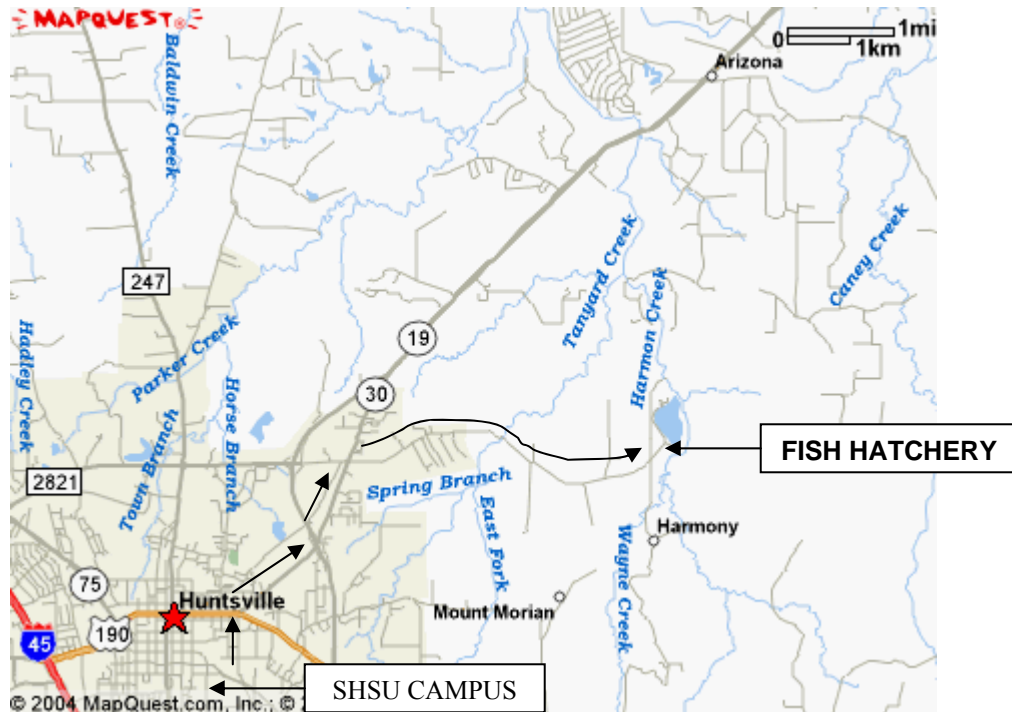 MAPQUEST®
0 1mi
1km
Arizona
Baldwin Creek
247
Hadley Creek
Parker Creek
Horse Branch
Town Branch
19
30
Tanyard Creek
Harmon Creek
Caney Creek
FISH HATCHERY
2821
Spring Branch
East Fork
Wayne Creek
Harmony
75
Huntsville
Mount Morian
190
45
SHSU CAMPUS
© 2004 MapQuest.com, Inc.; ©